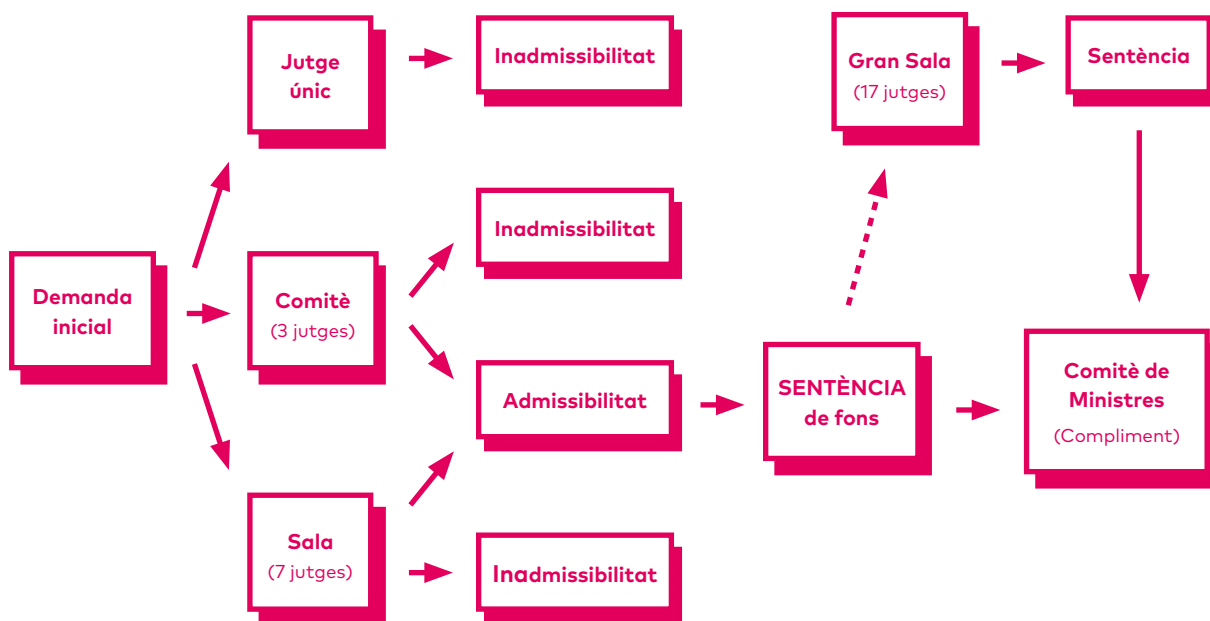 Demanda
inicial
Jutge
únic
Inadmissibilitat
Comitè
(3 jutges)
Inadmissibilitat
Admissibilitat
Sala
(7 jutges)
Inadmissibilitat
SENTÈNCIA
de fons
Gran Sala
(17 jutges)
Sentència
Comitè de
Ministres
(Compliment)